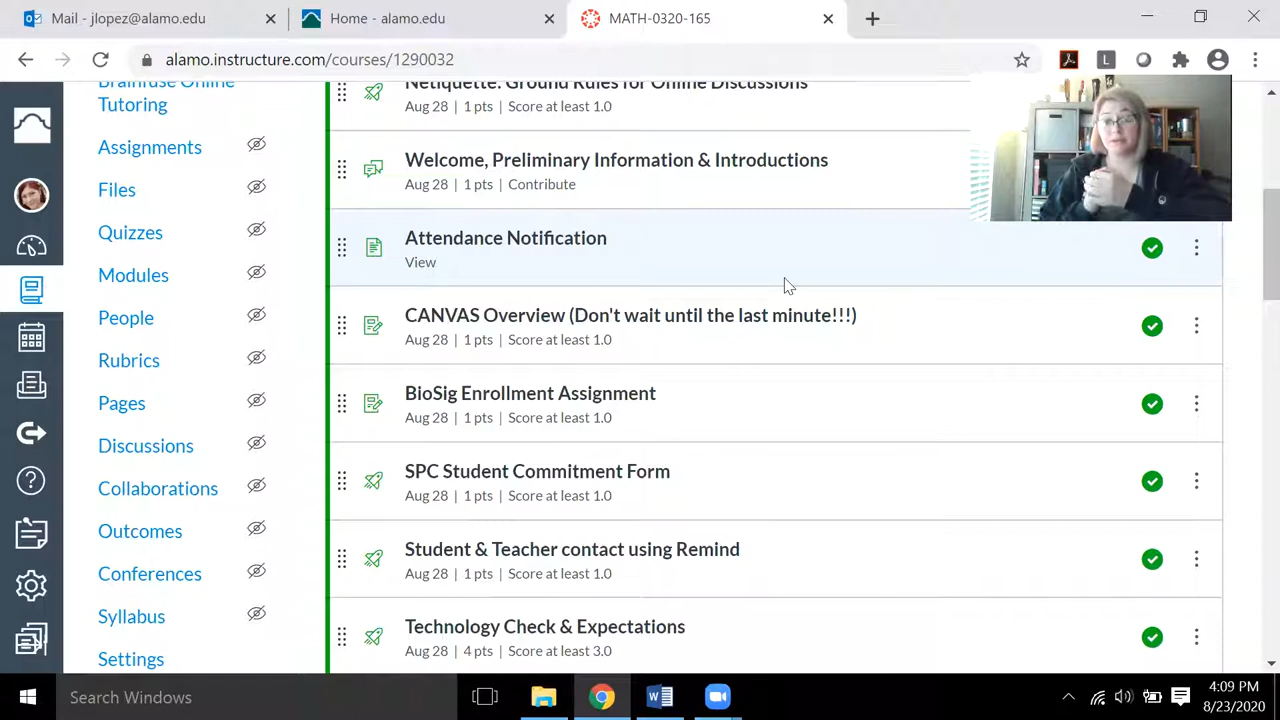 Mail - jlopez@alamo.edu
Home - alamo.edu
MATH-0320-165
alamo.instructure.com/courses/1290032
L
Brainfuse Online
Tutoring
Assignments
Files
Quizzes
Modules
People
Rubrics
Pages
Discussions
Collaborations
Outcomes
Conferences
Syllabus
Settings
Netiquette: Ground Rules for Online Discussions
Aug 28 | 1 pts | Score at least 1.0
Welcome, Preliminary Information & Introductions
Aug 28 | 1 pts | Contribute
Attendance Notification
View
CANVAS Overview (Don't wait until the last minute!!!)
Aug 28 | 1 pts | Score at least 1.0
BioSig Enrollment Assignment
Aug 28 | 1 pts | Score at least 1.0
SPC Student Commitment Form
Aug 28 | 1 pts | Score at least 1.0
Student & Teacher contact using Remind
Aug 28 | 1 pts | Score at least 1.0
Technology Check & Expectations
Aug 28 | 4 pts | Score at least 3.0
Search Windows
4:09 PM
8/23/2020